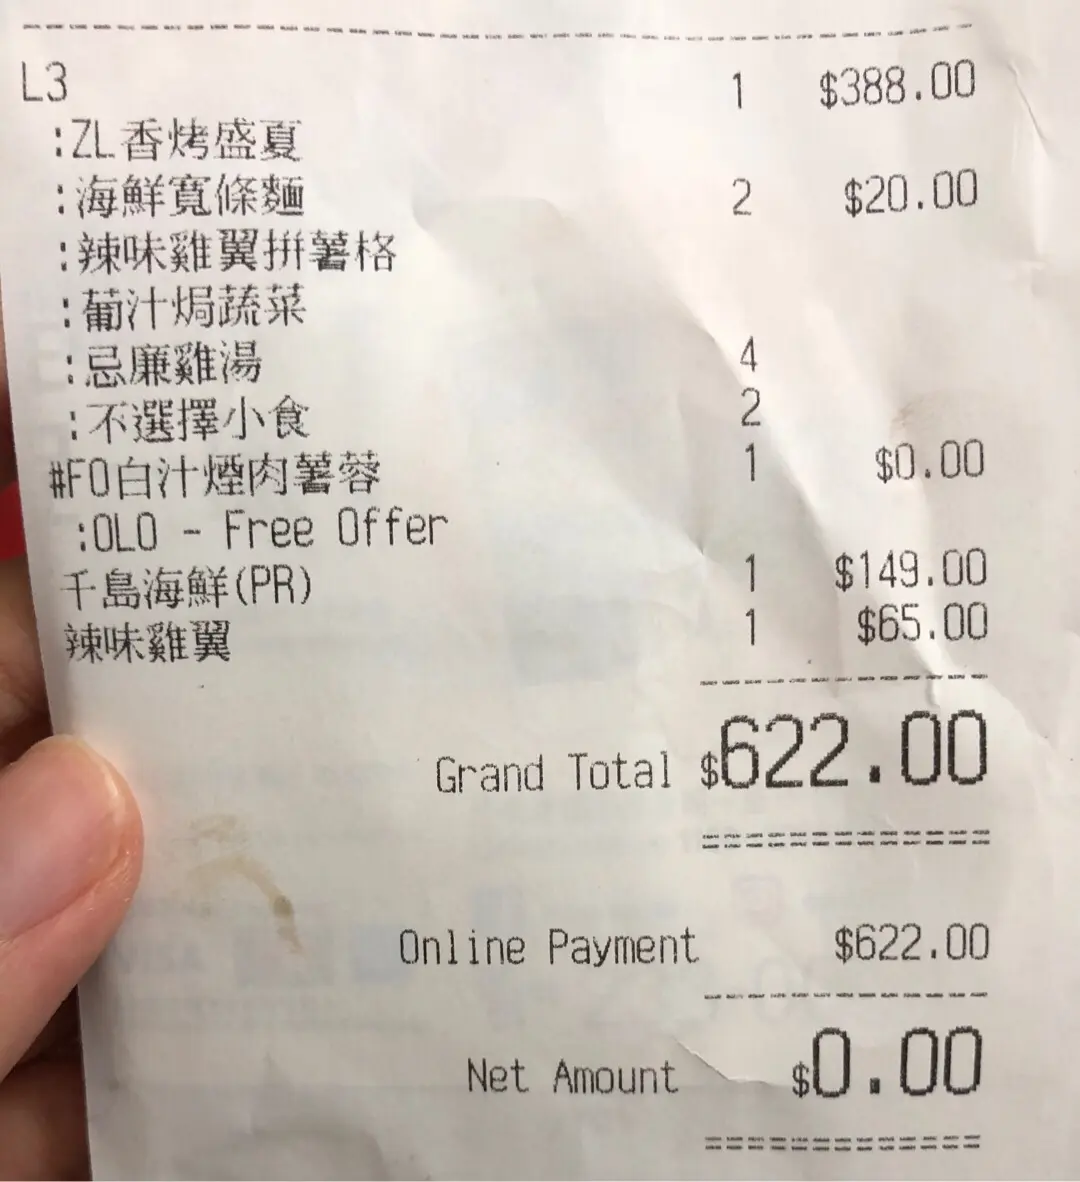 L3 1 $388.00
:ZL香烤盛夏
:海鮮寬條麵 2 $20.00
:辣味雞翼拼薯格
:葡汁焗蔬菜
:忌廉雞湯 4
:不選擇小食 2
#FO白汁煙肉薯蓉 1 $0.00
:OLO - Free Offer
千島海鮮(PR) 1 $149.00
辣味雞翼 1 $65.00
Grand Total $622.00
Online Payment $622.00
Net Amount $0.00